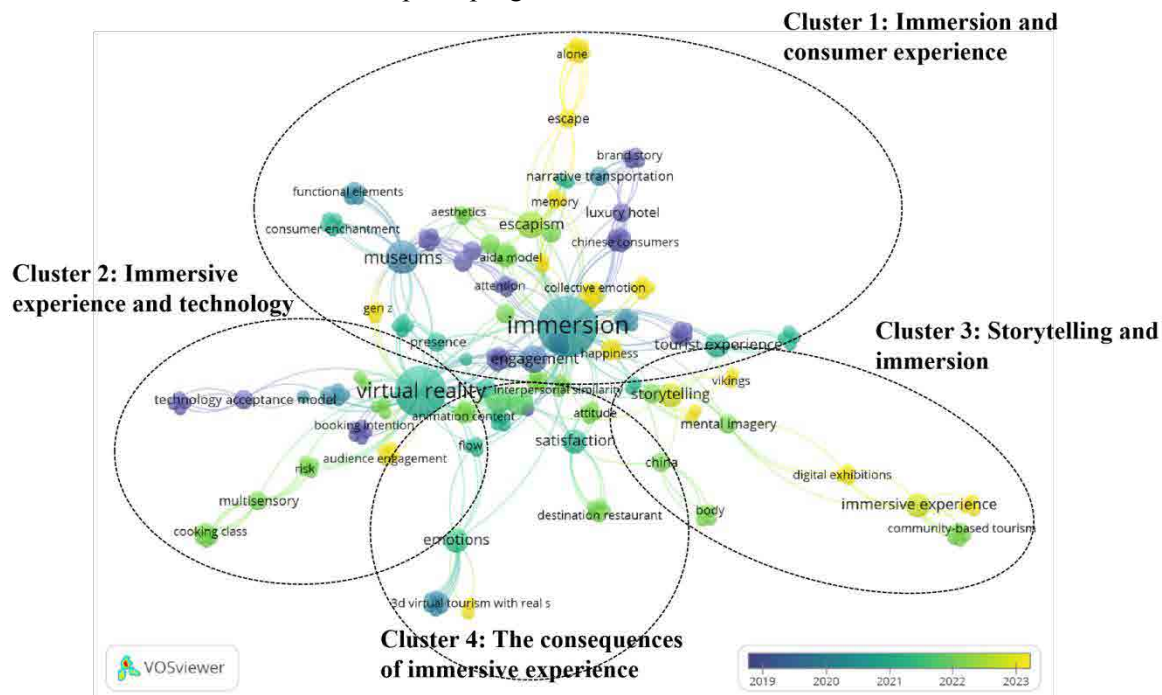 Cluster 1: Immersion and
consumer experience
alone
escape
brand story
narrative transportation
functional elements
memory
aesthetics
luxury hotel
escapism
consumer enchantment
chinese consumers
museums
aida model
Cluster 2: Immersive
experience and technology
attention
collective emotion
gen z
immersion
Cluster 3: Storytelling and
immersion
presence
tourist experience
engagement
happiness
vikings
virtual reality
interpersonal similarity
storytelling
technology acceptance model
animation content
attitude
mental imagery
booking intention
flow
satisfaction
audience engagement
china
risk
digital exhibitions
multisensory
immersive experience
destination restaurant
body
community-based tourism
cooking class
emotions
3d virtual tourism with real s
Cluster 4: The consequences
of immersive experience
VOSviewer
2019 2020 2021 2022 2023